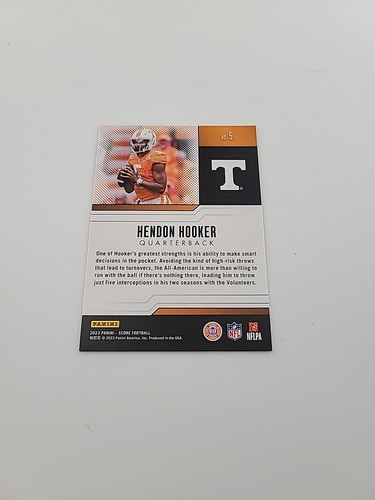 NO. 5
T
HENDON HOOKER
QUARTERBACK
One of Hooker's greatest strengths is his ability to make smart
decisions in the pocket. Avoiding the kind of high-risk throws
that lead to turnovers, the All-American is more than willing to
run with the ball if there's nothing there, leading him to throw
just five interceptions in his two seasons with the Volunteers.
PANINI
2023 PANINI - SCORE FOOTBALL
© 2023 Panini America, Inc. Produced in the USA.
NFL
NFLPA